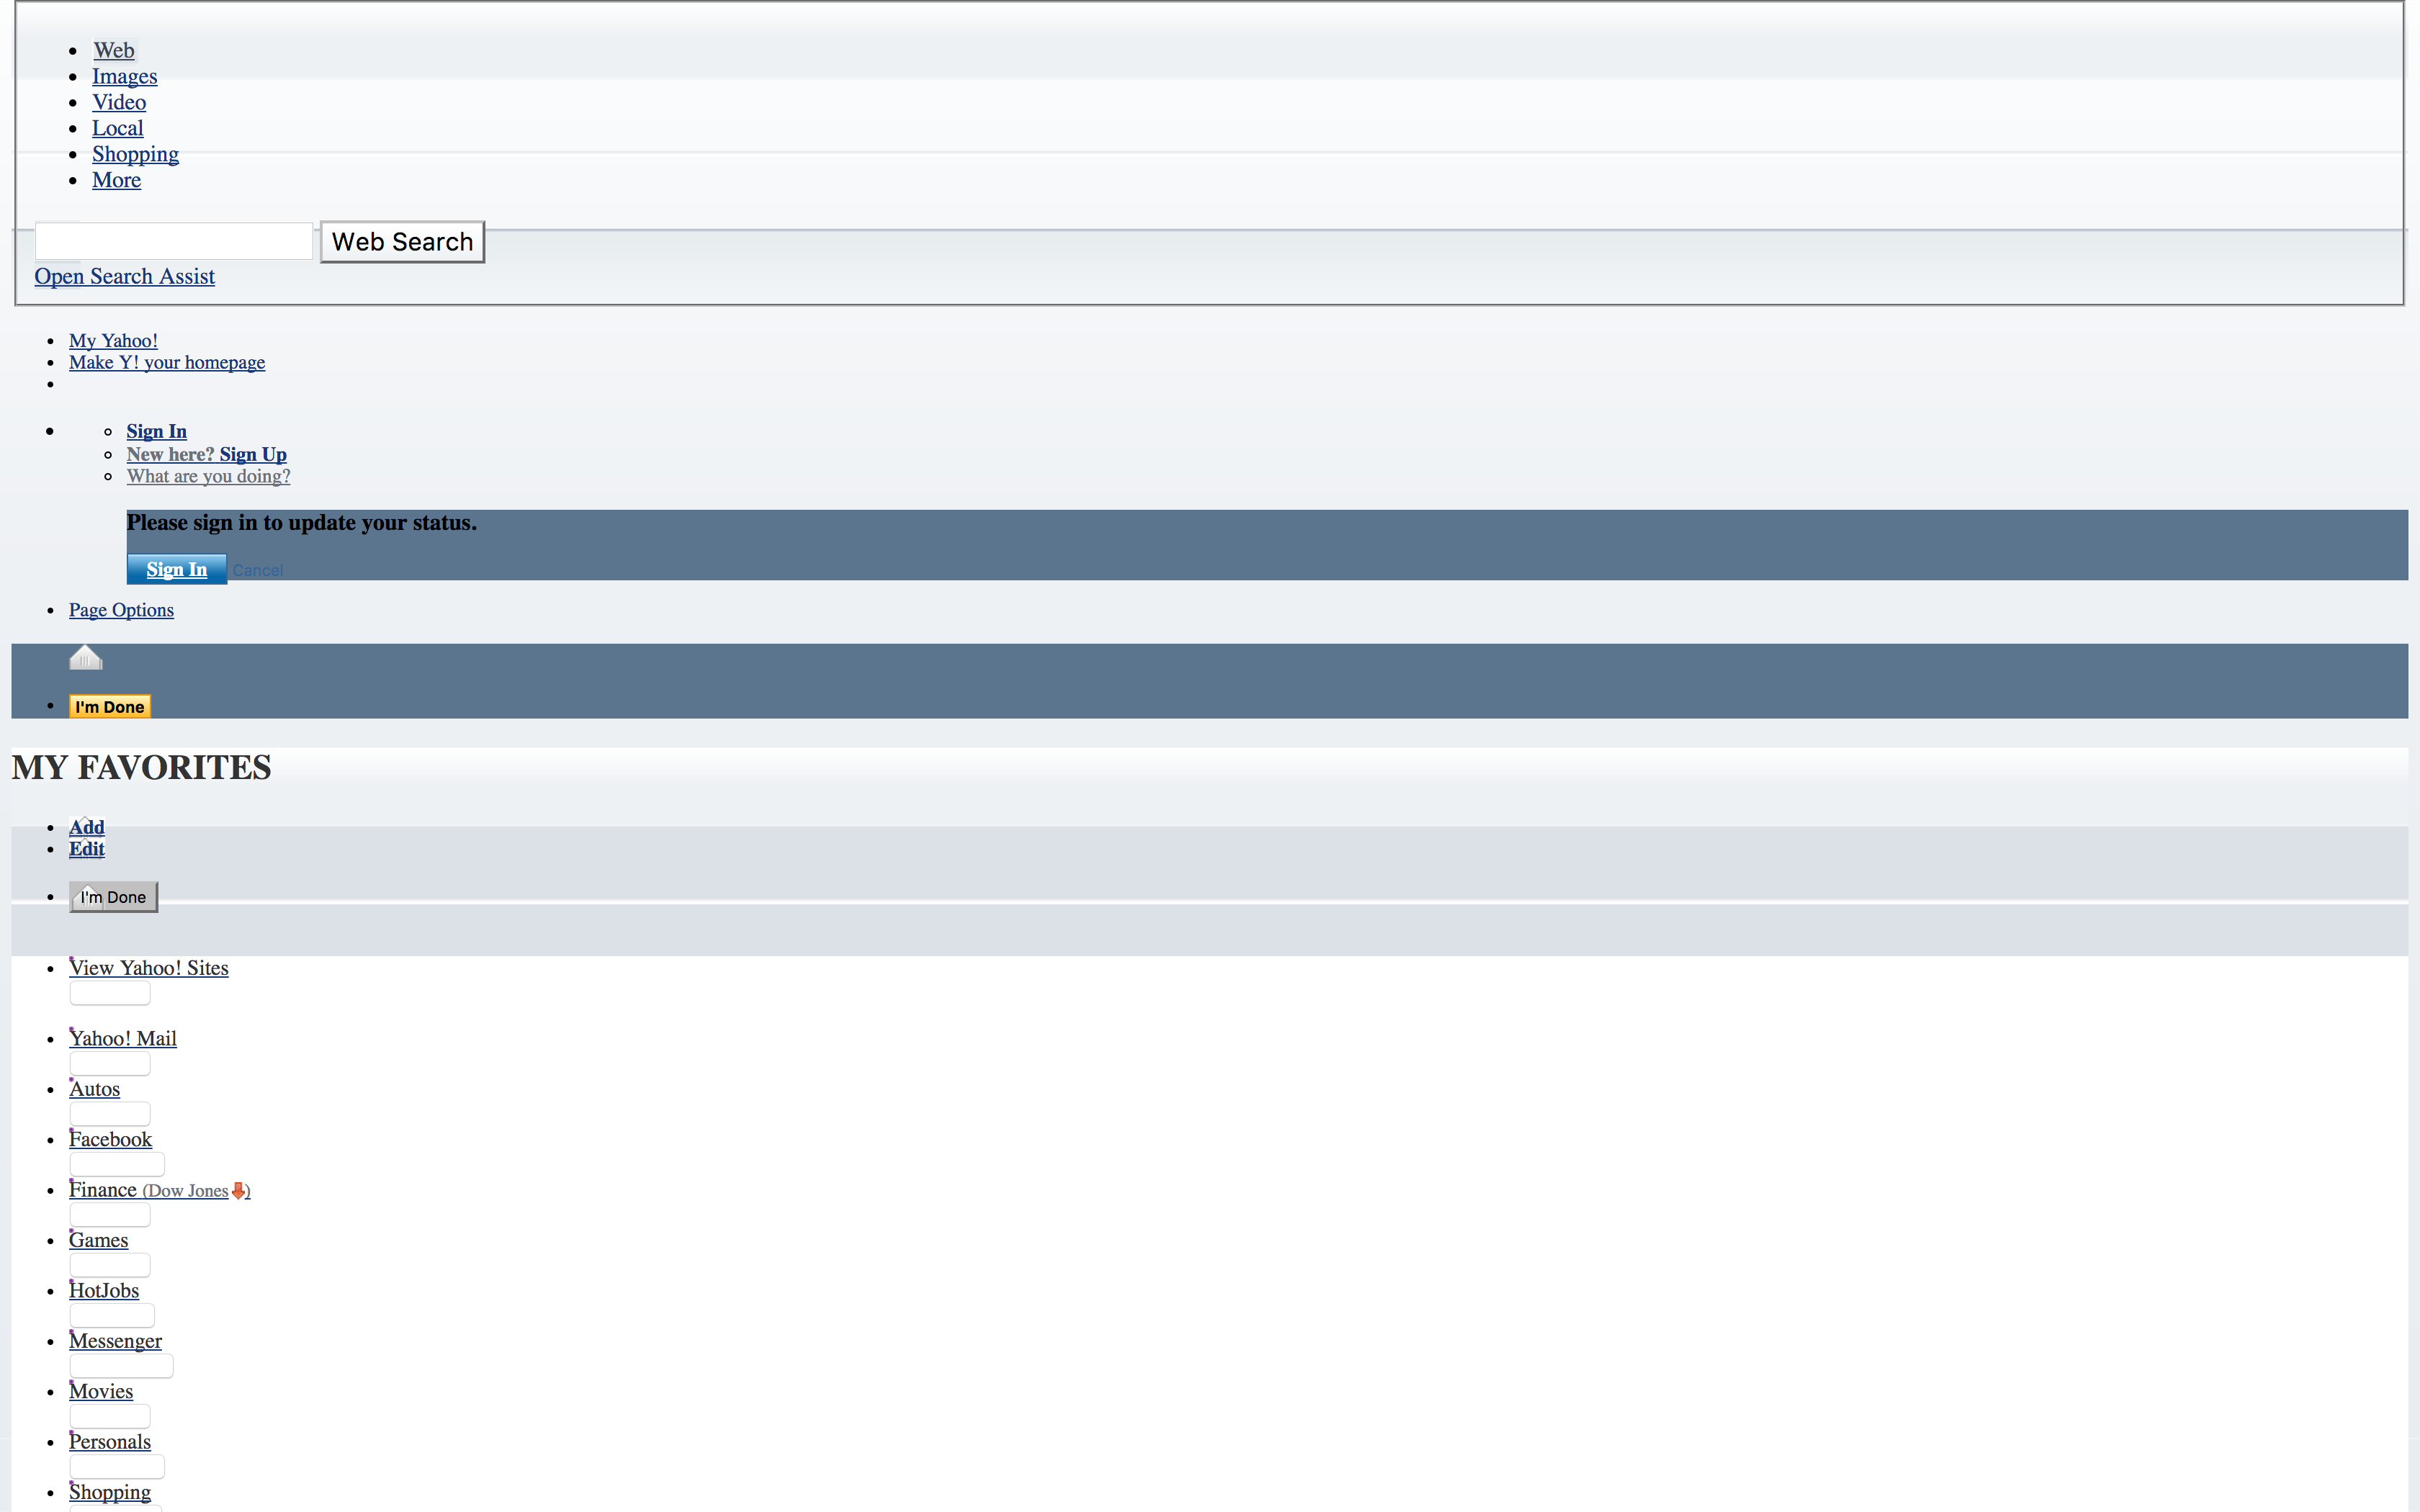 Web
Images
Video
Local
Shopping
More
Web Search
Open Search Assist
My Yahoo!
Make Y! your homepage
Sign In
New here? Sign Up
What are you doing?
Please sign in to update your status.
Sign In Cancel
Page Options
I'm Done
MY FAVORITES
Add
Edit
I'm Done
View Yahoo! Sites
Yahoo! Mail
Autos
Facebook
Finance (Dow Jones)
Games
HotJobs
Messenger
Movies
Personals
Shopping